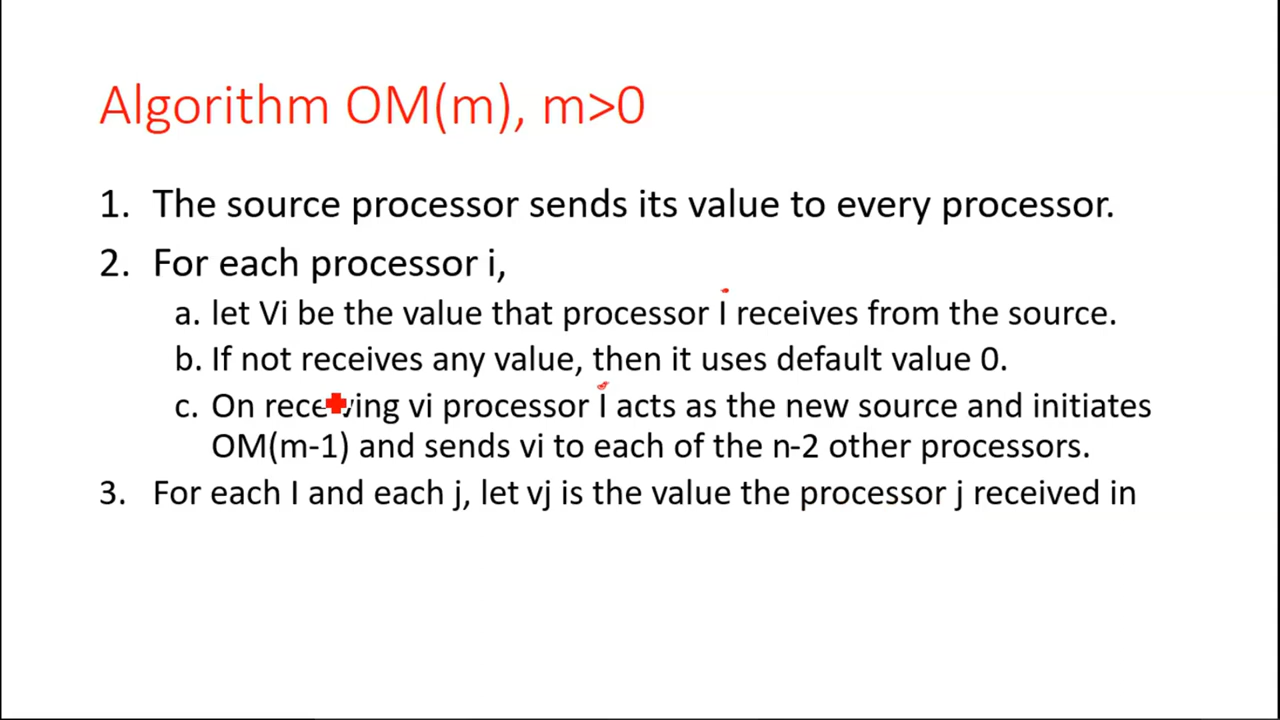 Algorithm OM(m), m>0
1. The source processor sends its value to every processor.
2. For each processor i,
a. let Vi be the value that processor I receives from the source.
b. If not receives any value, then it uses default value 0.
c. On receiving vi processor I acts as the new source and initiates
OM(m-1) and sends vi to each of the n-2 other processors.
3. For each I and each j, let vj is the value the processor j received in